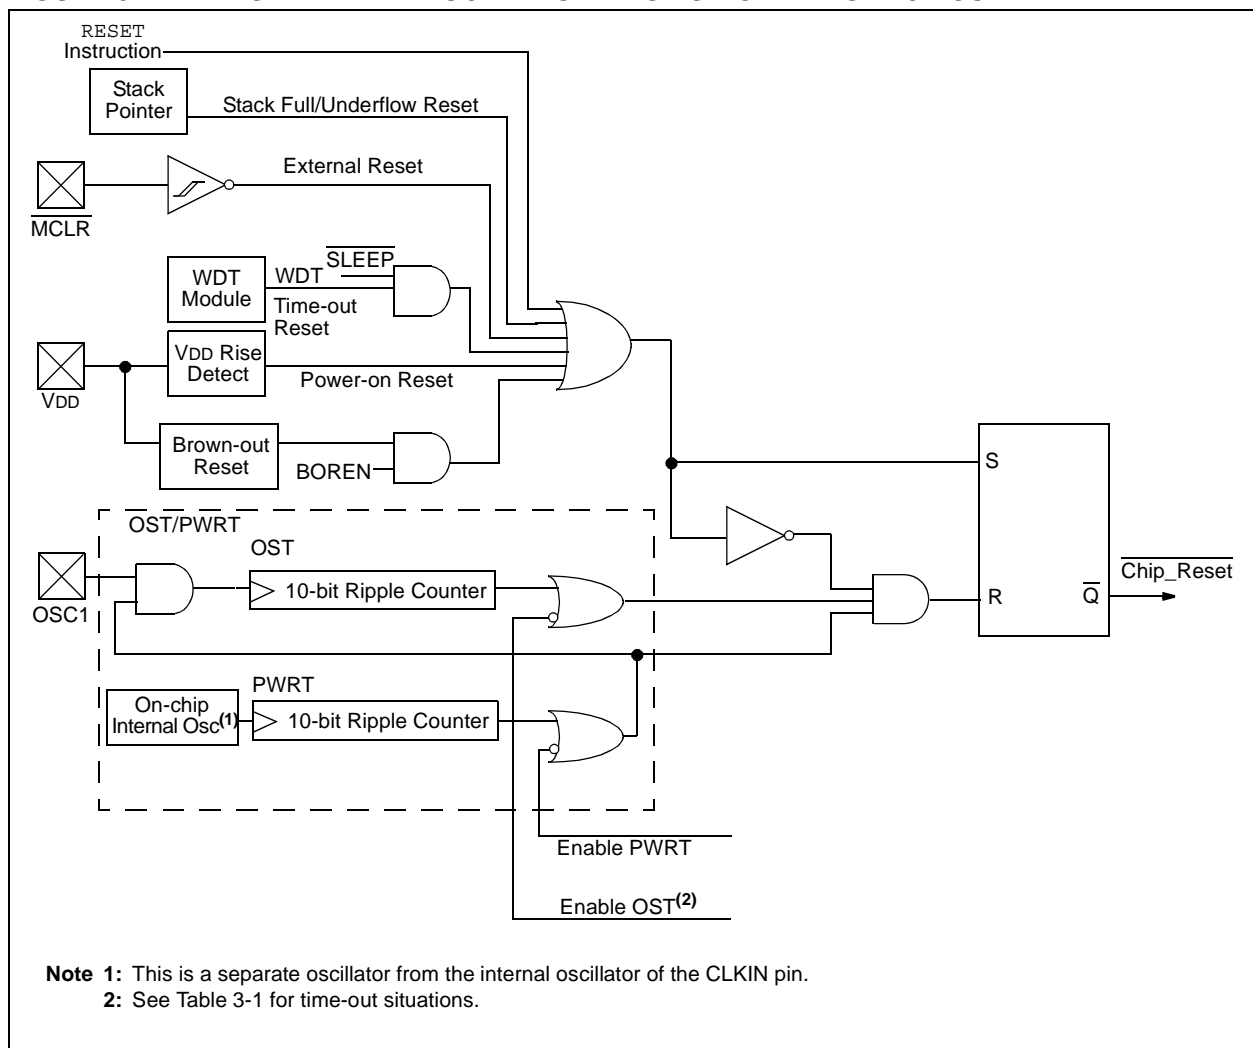 RESET
Instruction
Stack
Pointer
Stack Full/Underflow Reset
External Reset
MCLR
SLEEP
WDT
Module
WDT
Time-out
Reset
VDD Rise
Detect
Power-on Reset
VDD
Brown-out
Reset
BOREN
S
OST/PWRT
OST
10-bit Ripple Counter
OSC1
R
Q
Chip_Reset
PWRT
On-chip
Internal Osc(1)
10-bit Ripple Counter
Enable PWRT
Enable OST(2)
Note 1: This is a separate oscillator from the internal oscillator of the CLKIN pin.
2: See Table 3-1 for time-out situations.